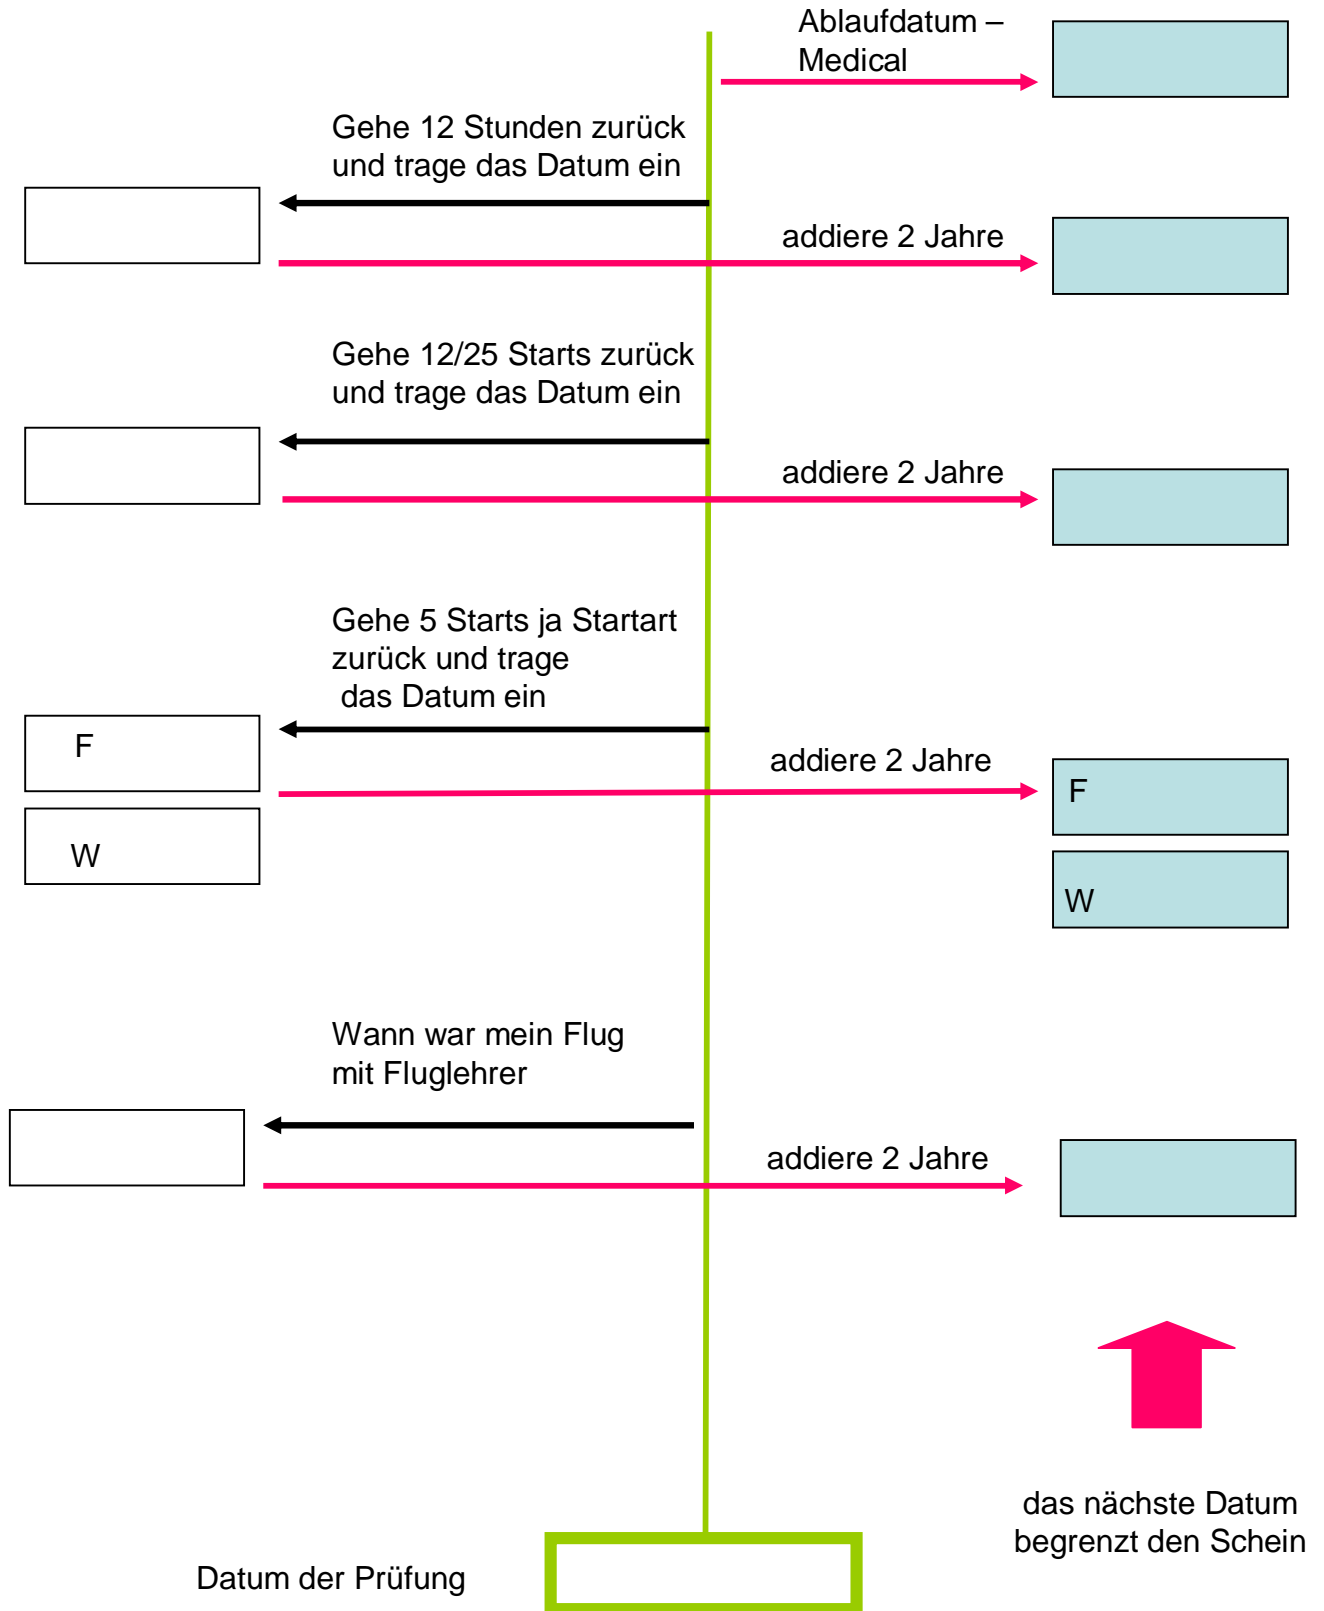 Ablaufdatum –
Medical
Gehe 12 Stunden zurück
und trage das Datum ein
addiere 2 Jahre
Gehe 12/25 Starts zurück
und trage das Datum ein
addiere 2 Jahre
Gehe 5 Starts ja Startart
zurück und trage
das Datum ein
F
addiere 2 Jahre
F
W
W
Wann war mein Flug
mit Fluglehrer
addiere 2 Jahre
das nächste Datum
begrenzt den Schein
Datum der Prüfung